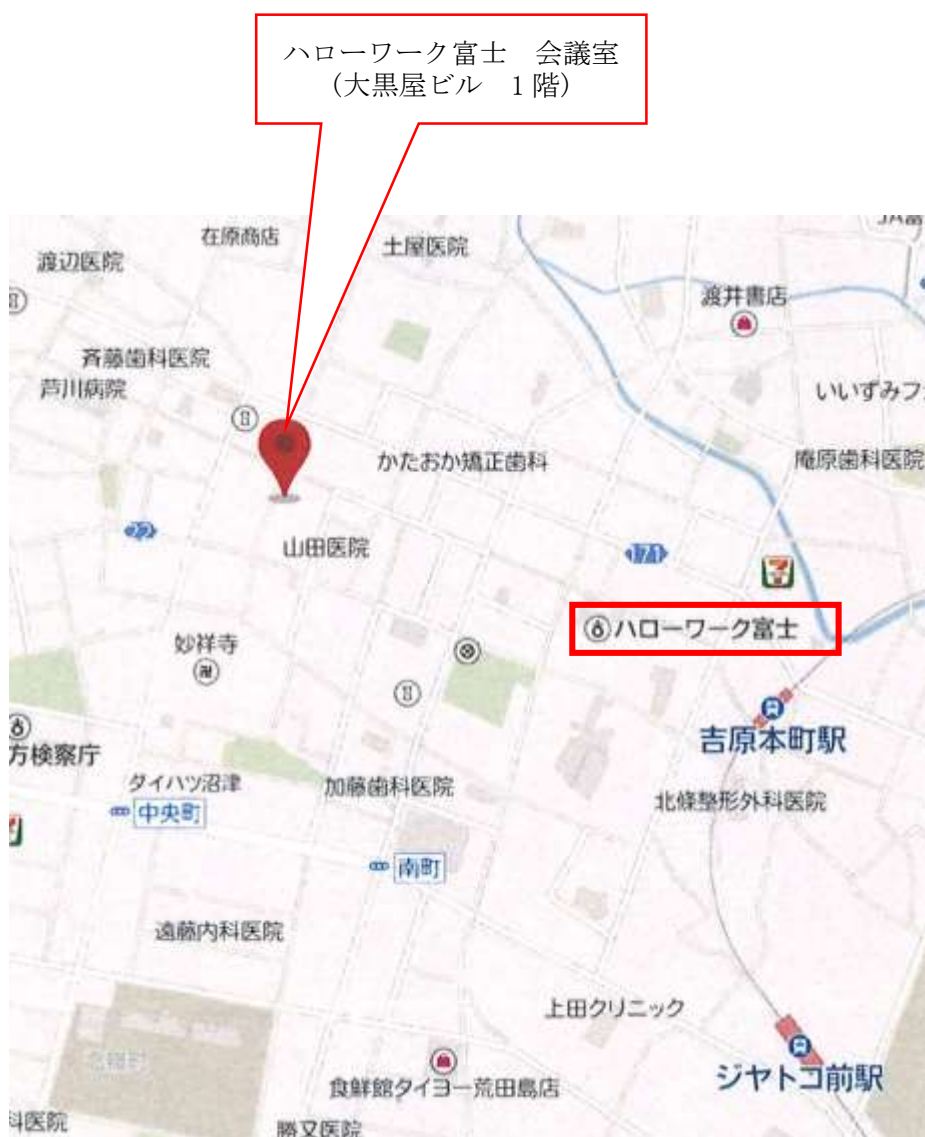 ハローワーク富士　会議室
（大黒屋ビル　１階）
在原商店
土屋医院
渡辺医院
渡井書店
斉藤歯科医院
芦川病院
いいずみフ
かたおか矯正歯科
庵原歯科医院
22
山田医院
171
7
ハローワーク富士
妙祥寺
吉原本町駅
方検察庁
ダイハツ沼津
加藤歯科医院
北條整形外科医院
中央町
南町
遠藤内科医院
上田クリニック
食鮮館タイヨー荒田島店
ジヤトコ前駅
科医院
勝又医院